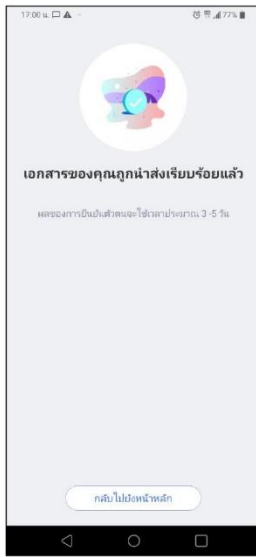 17:00 น.
77%
เอกสารของคุณถูกนำส่งเรียบร้อยแล้ว
ผลของการยืนยันตัวตนจะใช้เวลาประมาณ 3 -5 วัน
กลับไปยังหน้าหลัก